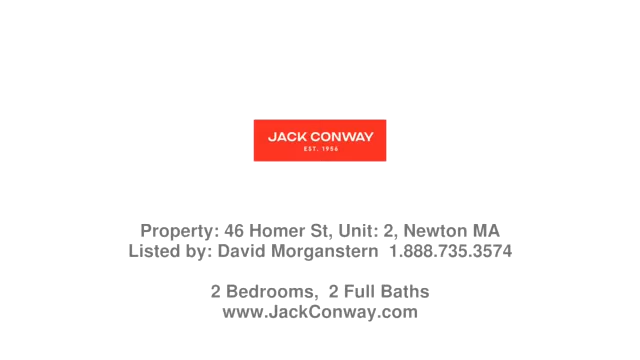 JACK CONWAY
EST. 1956
Property: 46 Homer St, Unit: 2, Newton MA
Listed by: David Morganstern  1.888.735.3574
2 Bedrooms,  2 Full Baths
www.JackConway.com